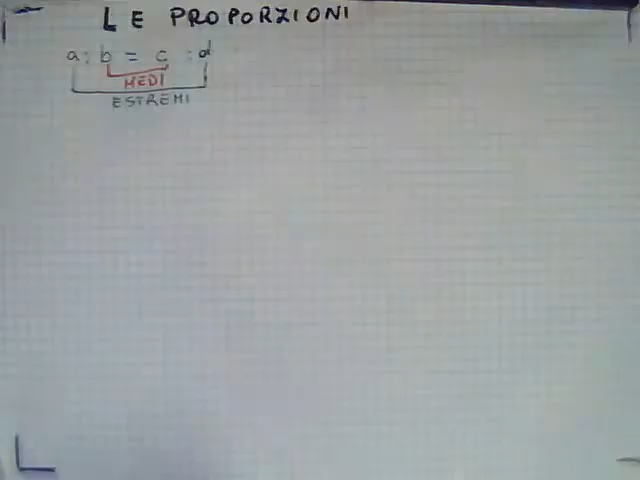 LE PROPORZIONI
a : b = c : d
MEDI
ESTREMI